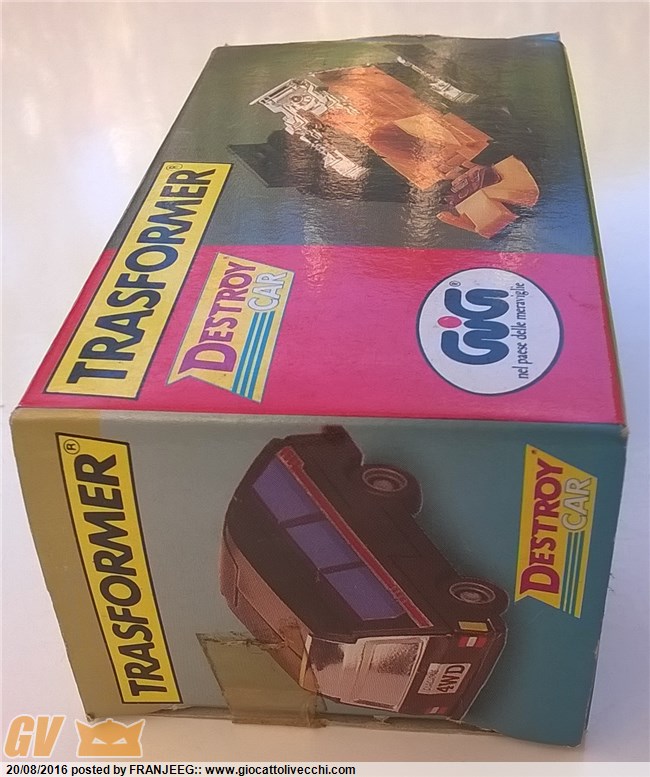 TRASFORMER®
DESTROY
CAR
GiGi®
nel paese delle meraviglie
TRASFORMER®
DESTROY
CAR
4WD
GV
20/08/2016 posted by FRANJEEG:: www.giocattolivecchi.com